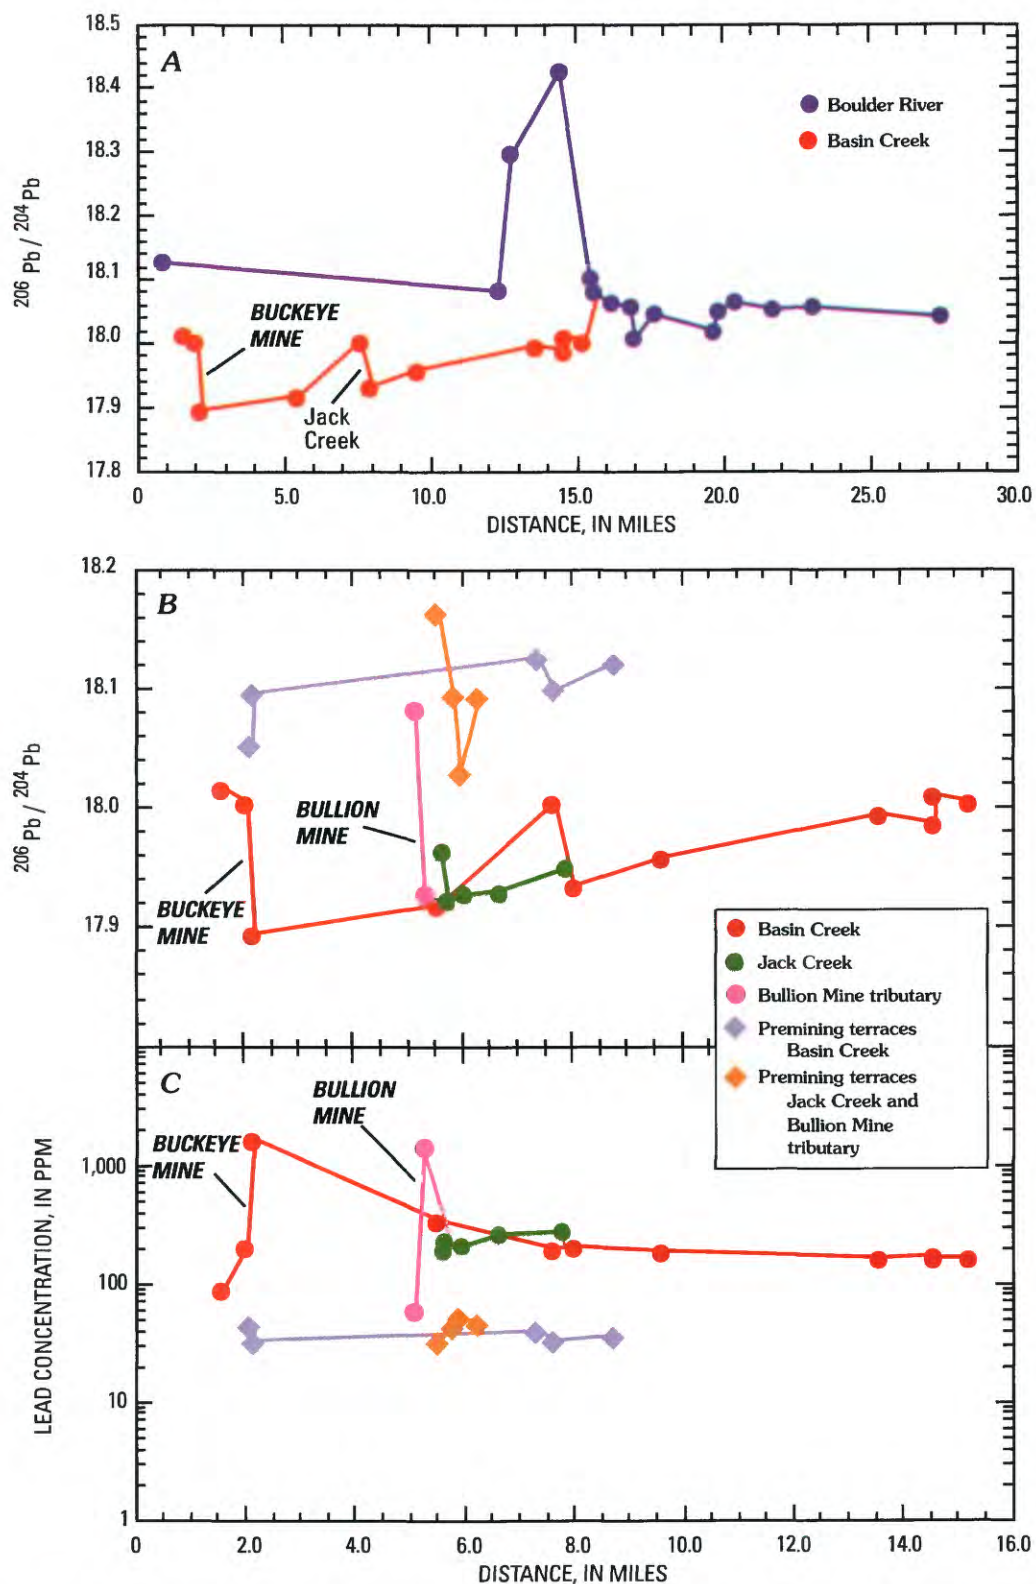 A
18.5
18.4
18.3
18.2
18.1
18.0
17.9
17.8
206 Pb / 204 Pb
Boulder River
Basin Creek
BUCKEYE
MINE
Jack
Creek
0 5.0 10.0 15.0 20.0 25.0 30.0
DISTANCE, IN MILES
B
18.2
18.1
18.0
17.9
206 Pb / 204 Pb
BULLION
MINE
BUCKEYE
MINE
Basin Creek
Jack Creek
Bullion Mine tributary
Premining terraces
Basin Creek
Premining terraces
Jack Creek and
Bullion Mine
tributary
C
BULLION
MINE
BUCKEYE
MINE
1,000
100
10
1
LEAD CONCENTRATION, IN PPM
0 2.0 4.0 6.0 8.0 10.0 12.0 14.0 16.0
DISTANCE, IN MILES